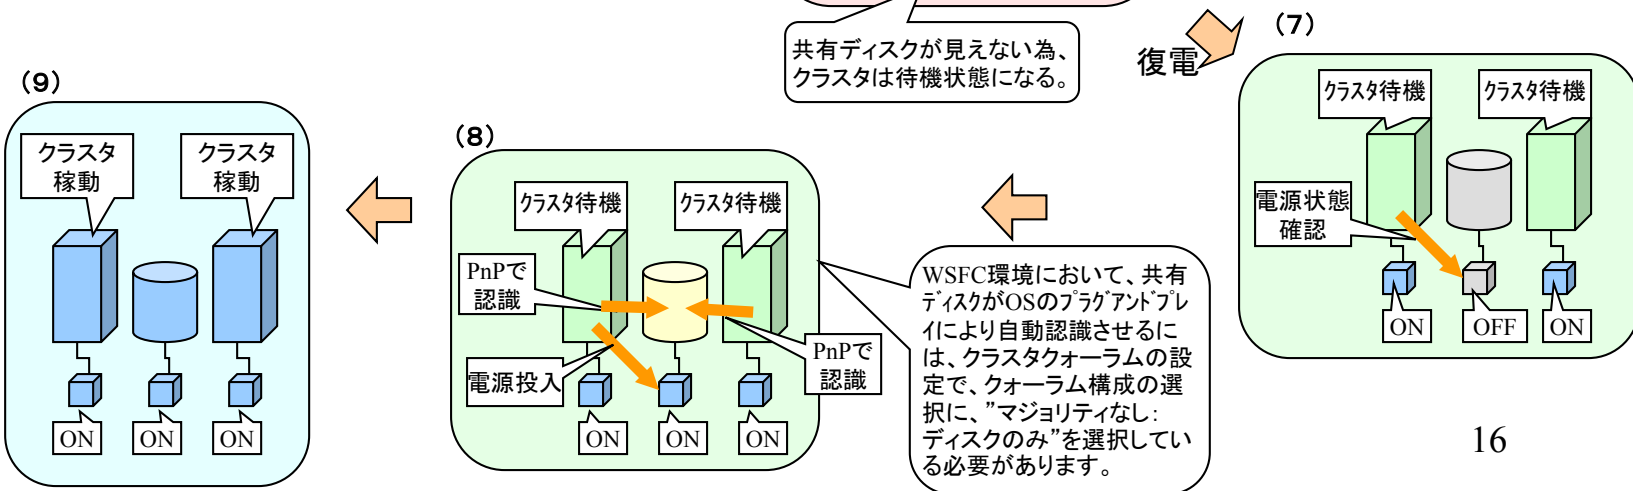 共有ディスクが見えない為、
クラスタは待機状態になる。
復電
(7)
ｸﾗｽﾀ待機
ｸﾗｽﾀ待機
電源状態
確認
ON
OFF
ON
(8)
ｸﾗｽﾀ待機
ｸﾗｽﾀ待機
PnPで
認識
電源投入
PnPで
認識
ON
ON
ON
WSFC環境において、共有
ﾃﾞｨｽｸがOSのﾌﾟﾗｸﾞｱﾝﾄﾞﾌﾟﾚ
ｲにより自動認識させるに
は、クラスタクォーラムの設
定で、クォーラム構成の選
択に、”マジョリティなし：
ディスクのみ”を選択してい
る必要があります。
(9)
クラスタ
稼動
クラスタ
稼動
ON
ON
ON
16